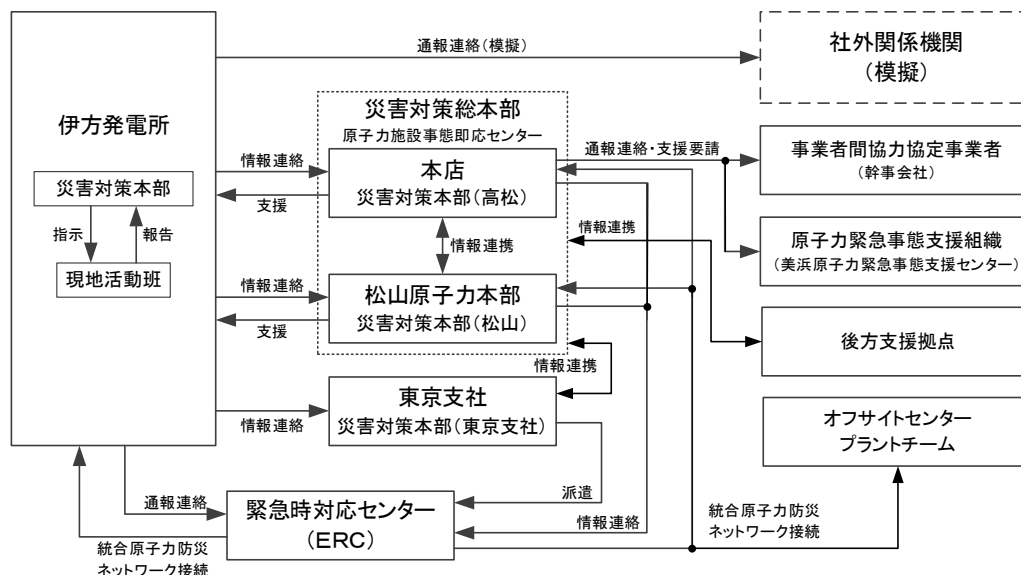 通報連絡(模擬)
社外関係機関
(模擬)
伊方発電所
災害対策本部
指示
報告
現地活動班
災害対策総本部
原子力施設事態即応センター
情報連絡
本店
災害対策本部(高松)
支援
情報連携
情報連絡
松山原子力本部
災害対策本部(松山)
支援
通報連絡・支援要請
事業者間協力協定事業者
(幹事会社)
情報連携
原子力緊急事態支援組織
(美浜原子力緊急事態支援センター)
後方支援拠点
情報連携
東京支社
災害対策本部(東京支社)
情報連絡
オフサイトセンター
プラントチーム
派遣
通報連絡
緊急時対応センター
(ERC)
情報連絡
統合原子力防災
ネットワーク接続
統合原子力防災
ネットワーク接続